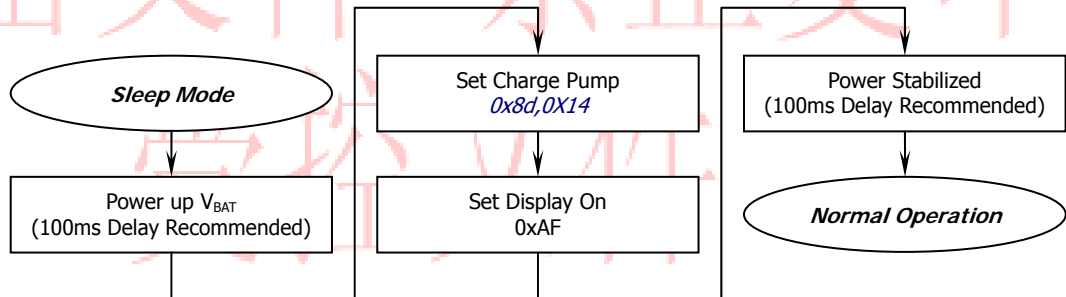 Sleep Mode
Power up VBAT
(100ms Delay Recommended)
Set Charge Pump
0x8d,0X14
Set Display On
0xAF
Power Stabilized
(100ms Delay Recommended)
Normal Operation